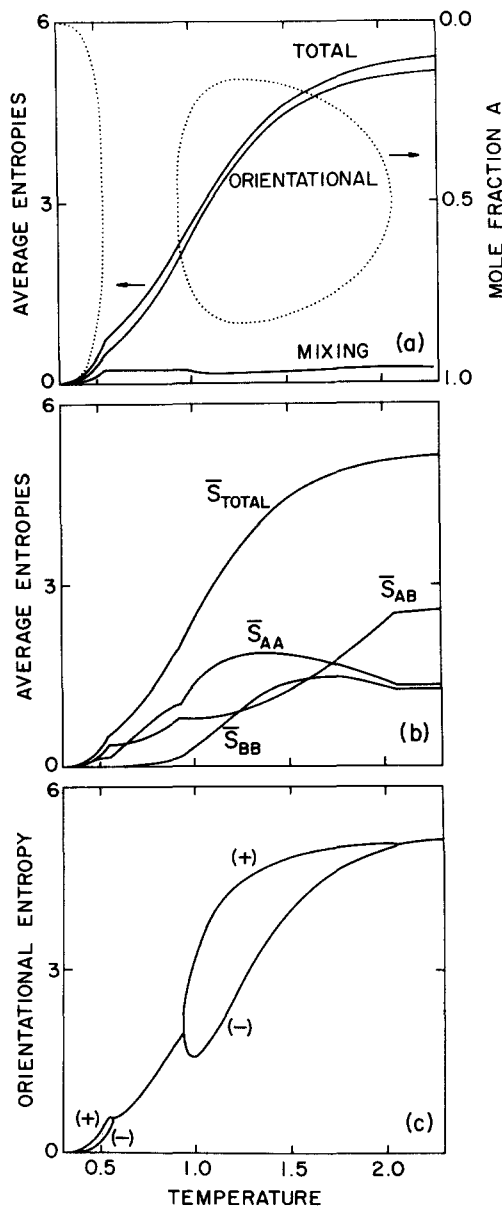 6
3
0
AVERAGE ENTROPIES
TOTAL
ORIENTATIONAL
MIXING
(a)
0.0
0.5
1.0
MOLE FRACTION A
6
3
0
AVERAGE ENTROPIES
S̅TOTAL
S̅AB
S̅AA
S̅BB
(b)
6
3
0
ORIENTATIONAL ENTROPY
(+)
(−)
(+)
(−)
(c)
0.5 1.0 1.5 2.0
TEMPERATURE